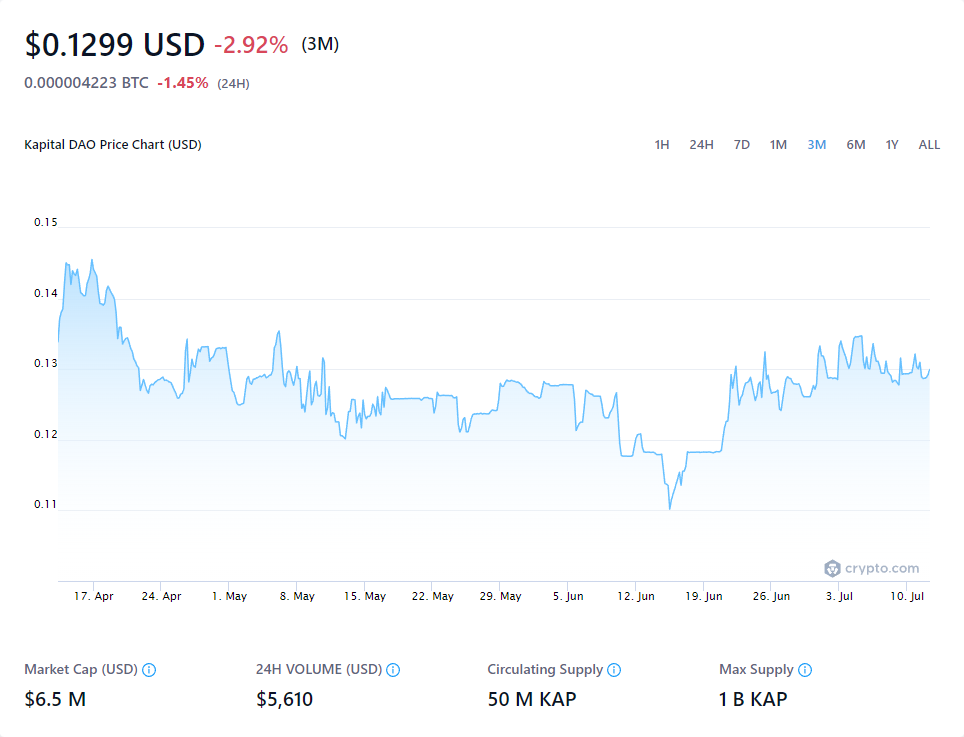 $0.1299 USD -2.92% (3M)
0.000004223 BTC -1.45% (24H)
Kapital DAO Price Chart (USD) 1H 24H 7D 1M 3M 6M 1Y ALL
0.15
0.14
0.13
0.12
0.11
crypto.com
17. Apr 24. Apr 1. May 8. May 15. May 22. May 29. May 5. Jun 12. Jun 19. Jun 26. Jun 3. Jul 10. Jul
Market Cap (USD) 24H VOLUME (USD) Circulating Supply Max Supply
$6.5 M $5,610 50 M KAP 1 B KAP